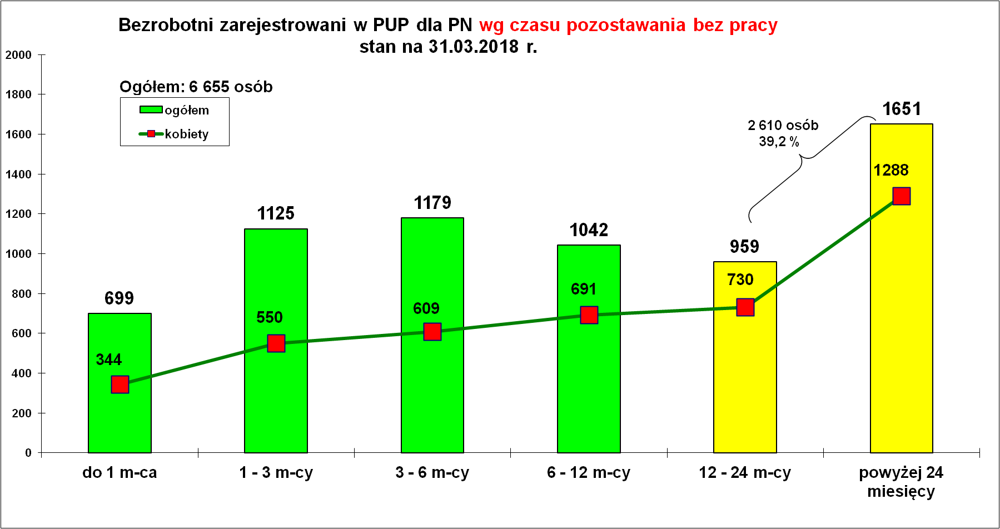 Bezrobotni zarejestrowani w PUP dla PN wg czasu pozostawania bez pracy
stan na 31.03.2018 r.
Ogółem: 6 655 osób
ogółem
kobiety
2000
1800
1600
1400
1200
1000
800
600
400
200
0
699
1125
1179
1042
959
1651
344
550
609
691
730
1288
2 610 osób
39,2 %
do 1 m-ca
1 - 3 m-cy
3 - 6 m-cy
6 - 12 m-cy
12 - 24 m-cy
powyżej 24
miesięcy